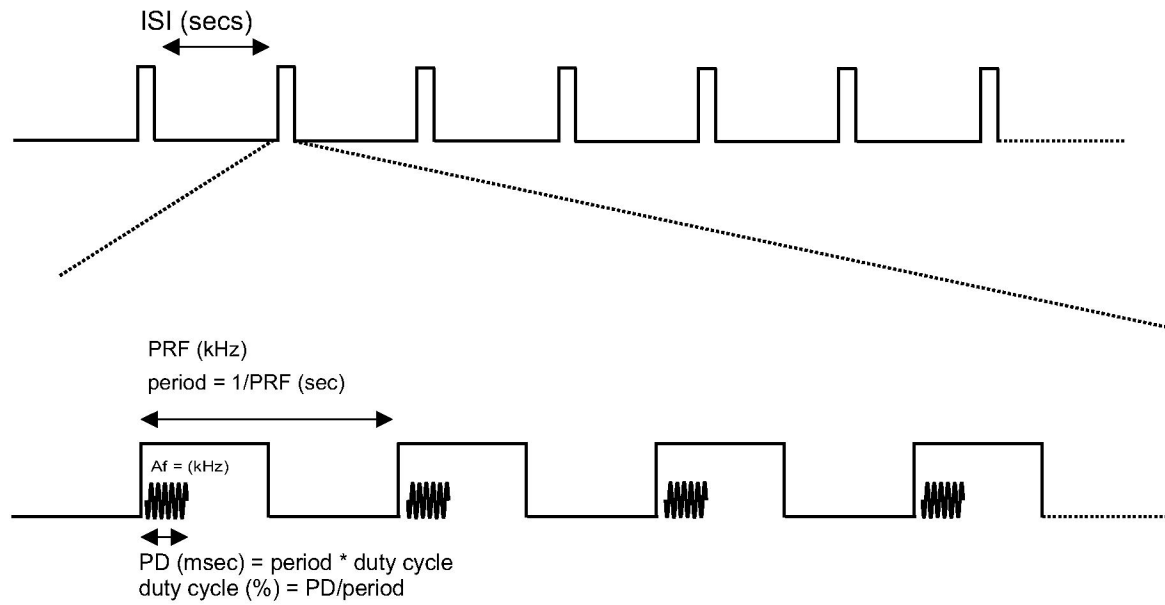 ISI (secs)
PRF (kHz)
period = 1/PRF (sec)
Af = (kHz)
PD (msec) = period * duty cycle
duty cycle (%) = PD/period